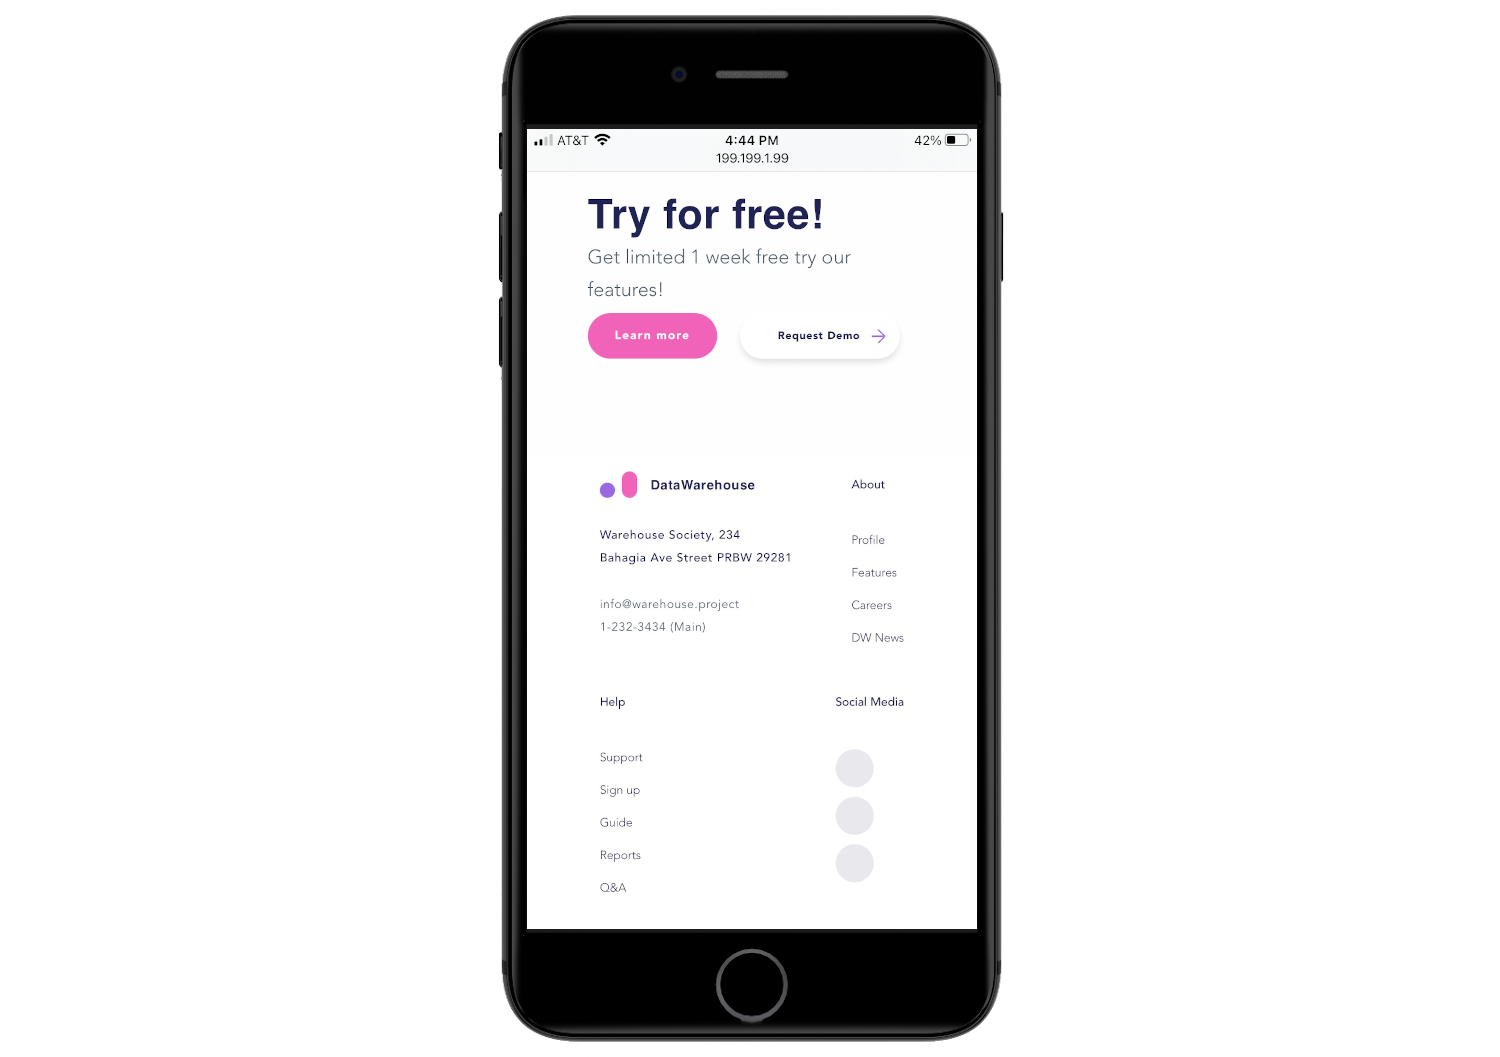 AT&T 4:44 PM 42%
199.199.1.99
Try for free!
Get limited 1 week free try our
features!
Learn more
Request Demo
DataWarehouse
Warehouse Society, 234
Bahagia Ave Street PRBW 29281
info@warehouse.project
1-232-3434 (Main)
About
Profile
Features
Careers
DW News
Help
Support
Sign up
Guide
Reports
Q&A
Social Media